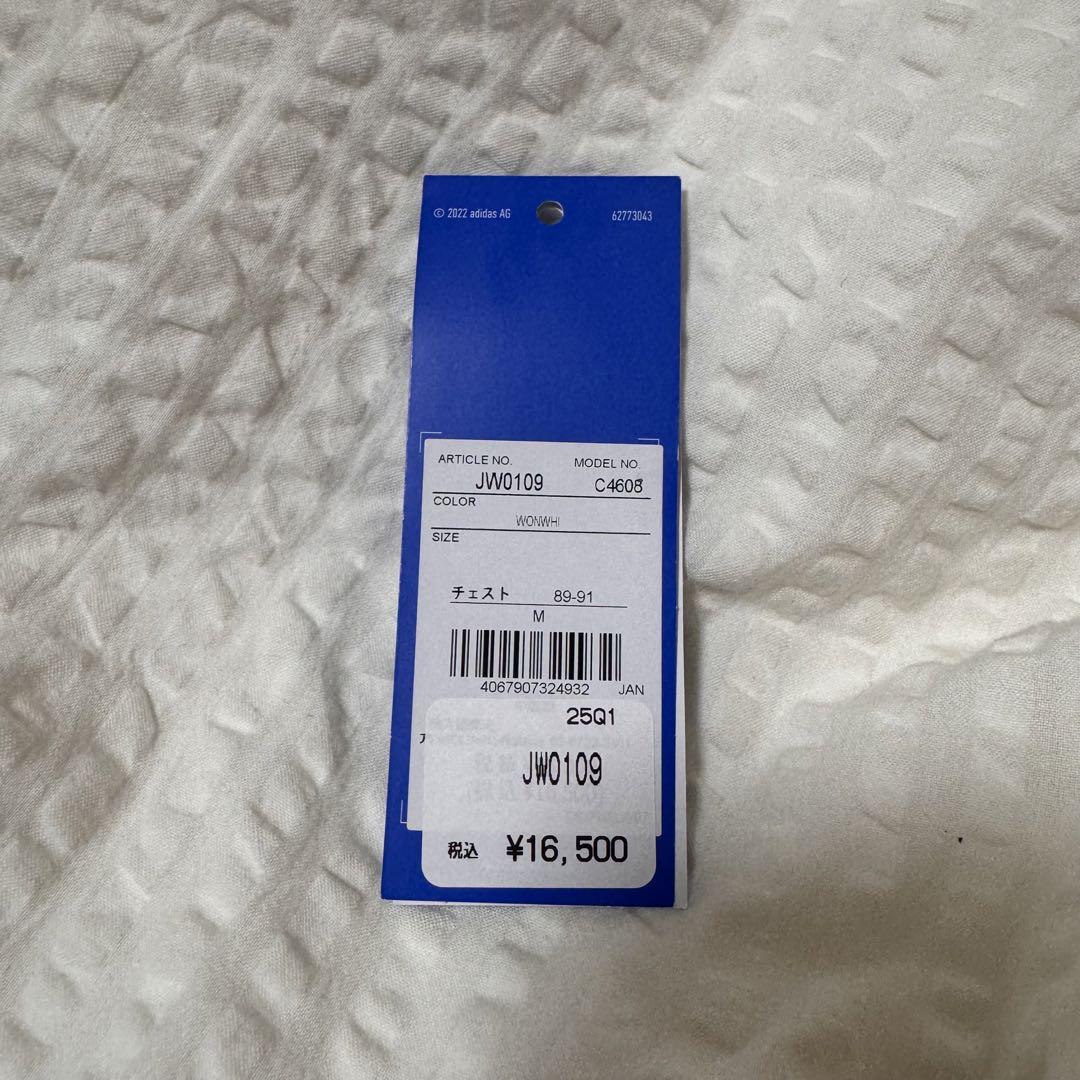 © 2022 adidas AG 62773043
ARTICLE NO. MODEL NO.
JW0109 C4608
COLOR
WONWHI
SIZE
チェスト 89-91
M
4067907324932 JAN
25Q1
JW0109
税込 ¥16,500